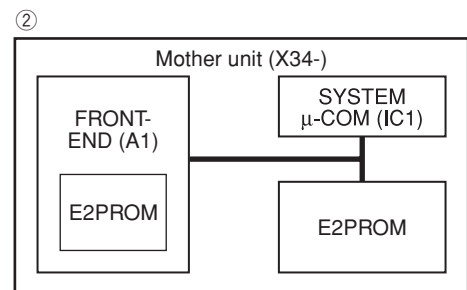 ②
Mother unit (X34-)
FRONT-
END (A1)
E2PROM
SYSTEM
μ-COM (IC1)
E2PROM